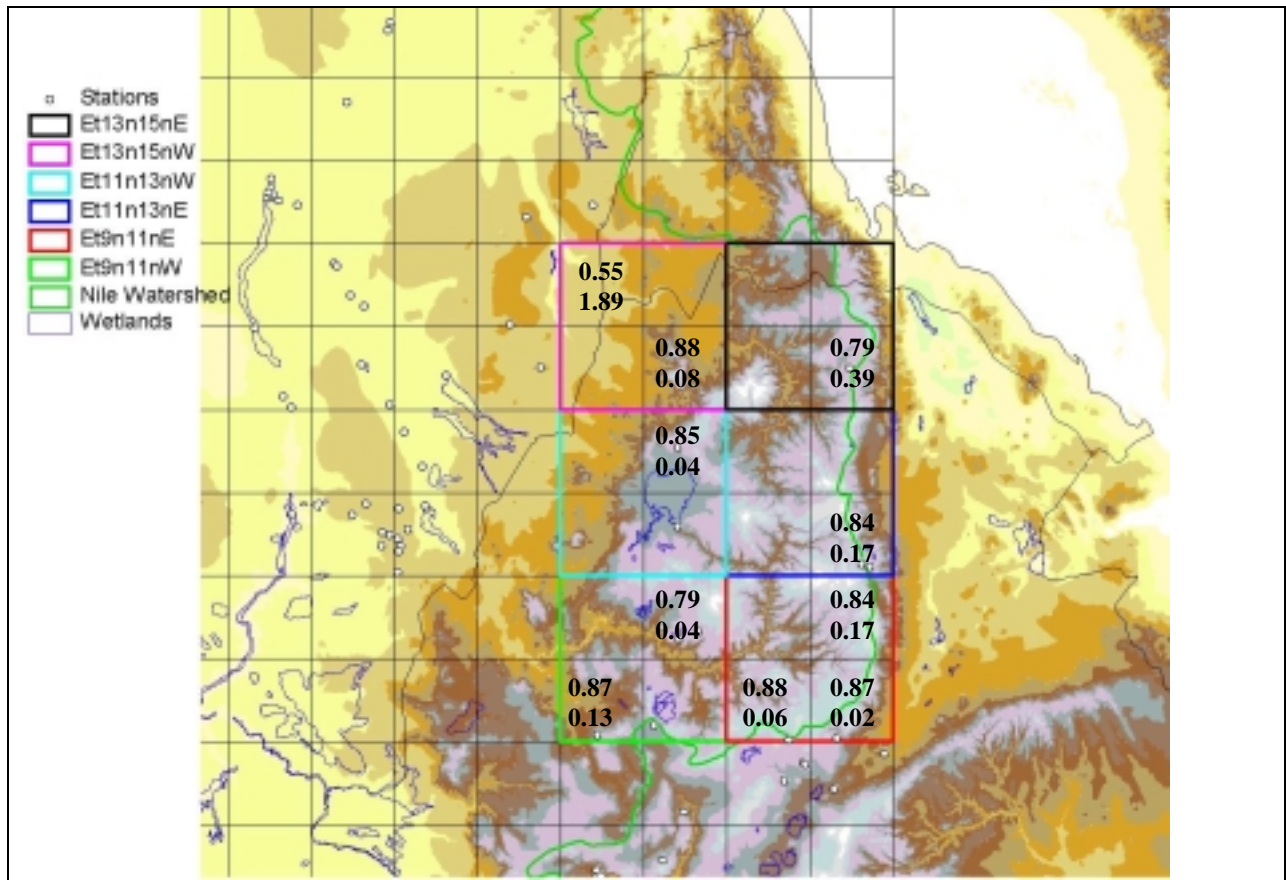 Stations
Et13n15nE
Et13n15nW
Et11n13nW
Et11n13nE
Et9n11nE
Et9n11nW
Nile Watershed
Wetlands
0.55
1.89
0.88
0.08
0.79
0.39
0.85
0.04
0.84
0.17
0.79
0.04
0.84
0.17
0.87
0.13
0.88
0.06
0.87
0.02